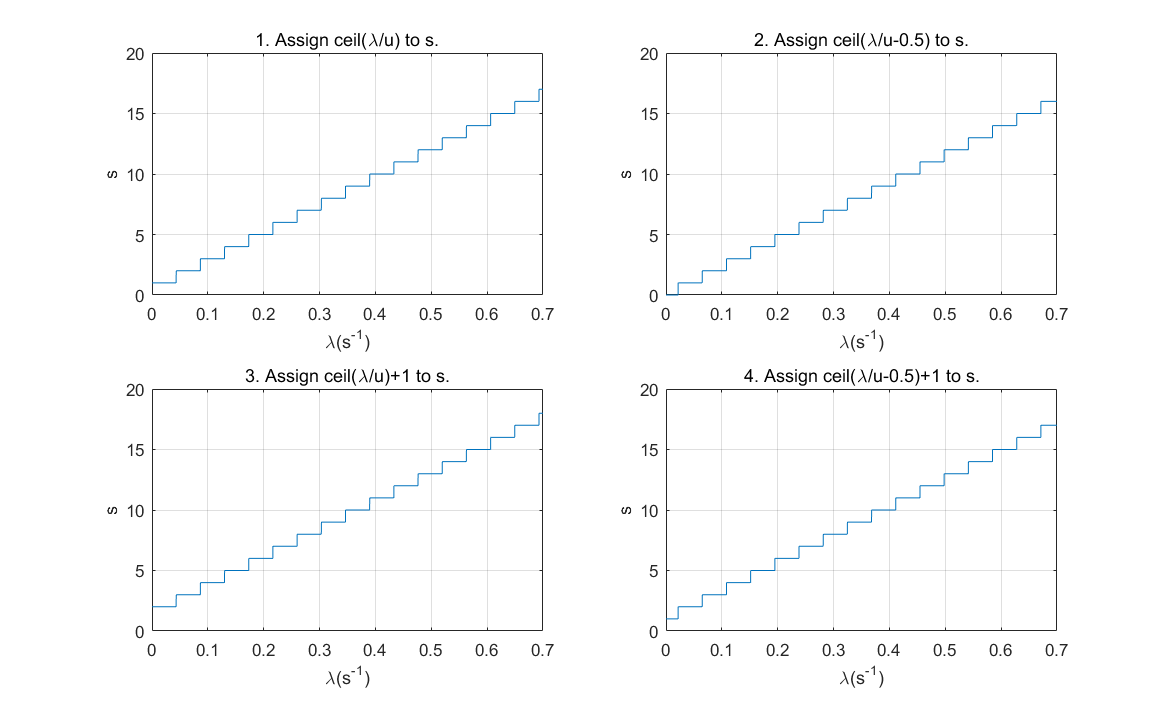 1. Assign ceil(λ/u) to s.
20
15
10
5
0
s
0 0.1 0.2 0.3 0.4 0.5 0.6 0.7
λ(s⁻¹)
2. Assign ceil(λ/u-0.5) to s.
20
15
10
5
0
s
0 0.1 0.2 0.3 0.4 0.5 0.6 0.7
λ(s⁻¹)
3. Assign ceil(λ/u)+1 to s.
20
15
10
5
0
s
0 0.1 0.2 0.3 0.4 0.5 0.6 0.7
λ(s⁻¹)
4. Assign ceil(λ/u-0.5)+1 to s.
20
15
10
5
0
s
0 0.1 0.2 0.3 0.4 0.5 0.6 0.7
λ(s⁻¹)